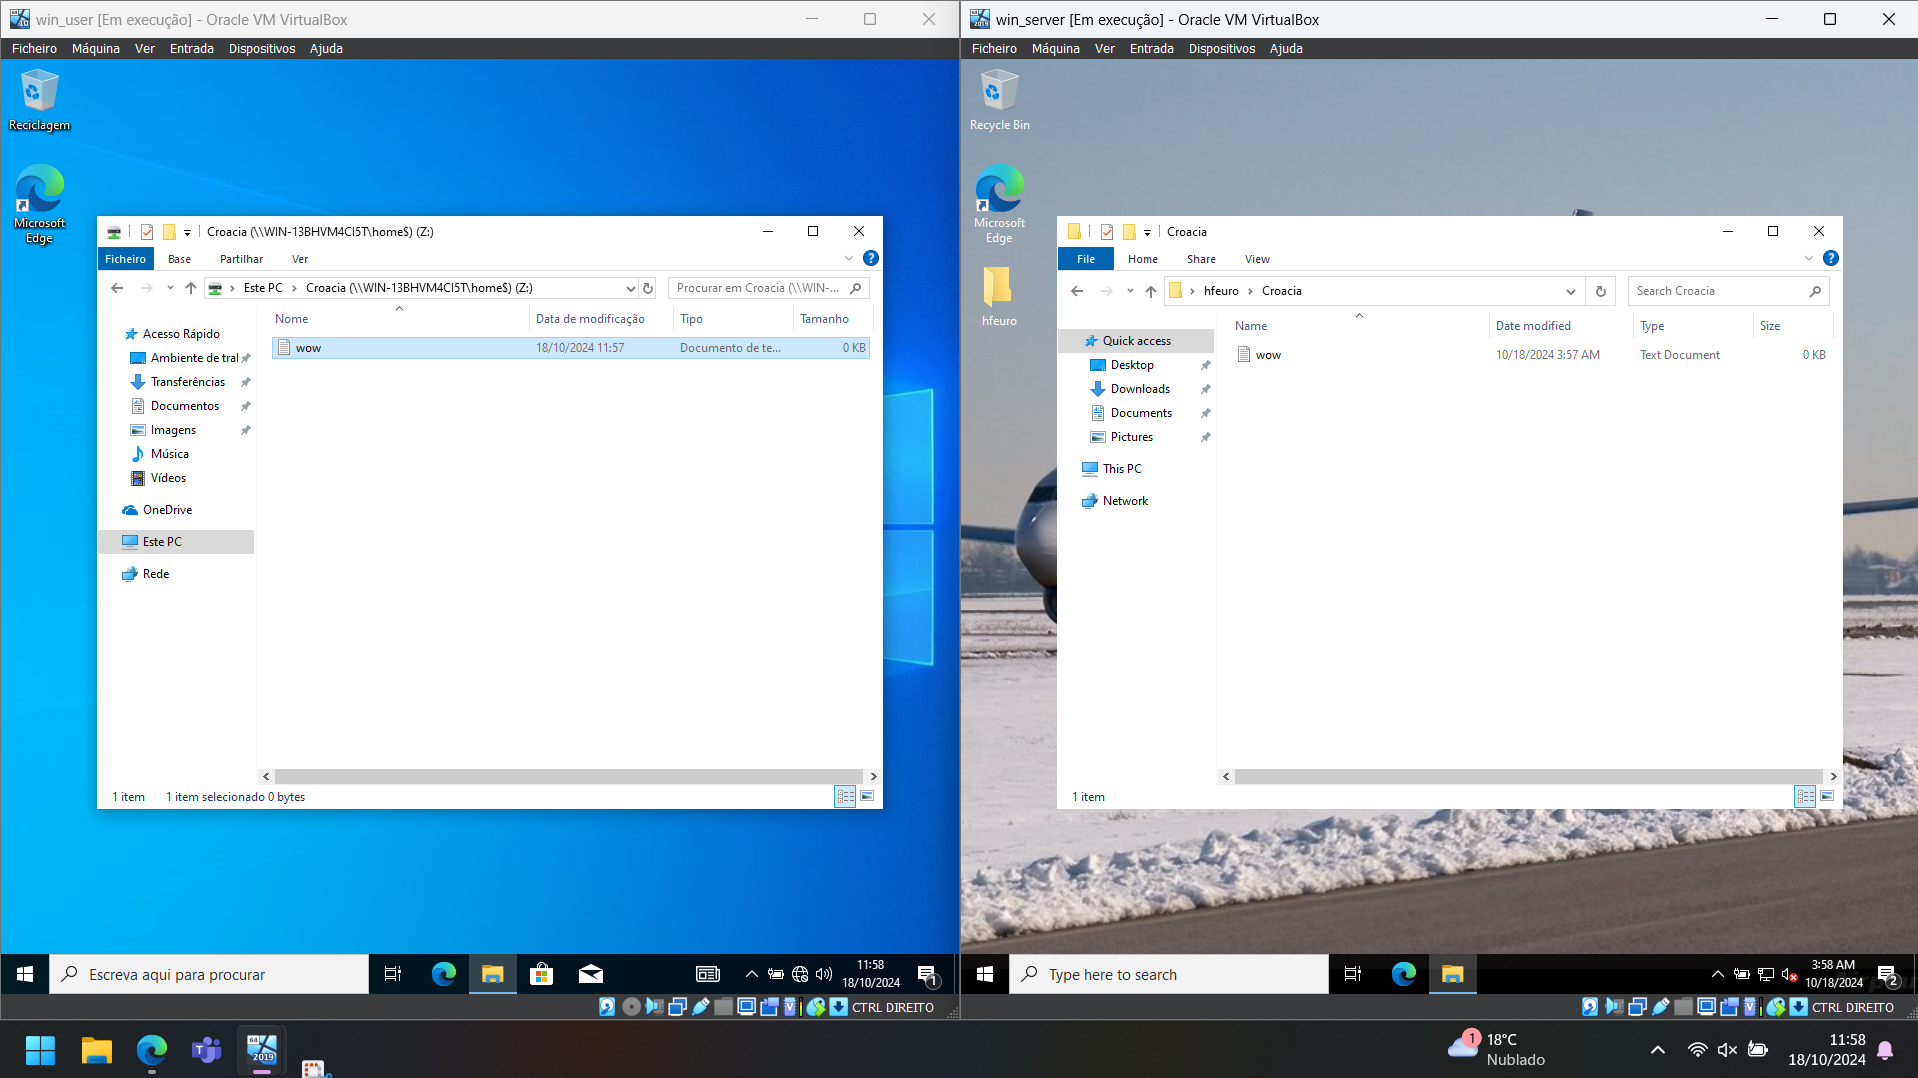 win_user [Em execução] - Oracle VM VirtualBox
Ficheiro Máquina Ver Entrada Dispositivos Ajuda
Reciclagem
Microsoft
Edge
Croacia (\\WIN-13BHVM4CI5T\home$) (Z:)
Ficheiro Base Partilhar Ver
Este PC Croacia (\\WIN-13BHVM4CI5T\home$) (Z:)
Procurar em Croacia (\\WIN-...
Nome Data de modificação Tipo Tamanho
wow 18/10/2024 11:57 Documento de te... 0 KB
Acesso Rápido
Ambiente de tral
Transferências
Documentos
Imagens
Música
Vídeos
OneDrive
Este PC
Rede
1 item 1 item selecionado 0 bytes
Escreva aqui para procurar
11:58
18/10/2024
1
CTRL DIREITO
win_server [Em execução] - Oracle VM VirtualBox
Ficheiro Máquina Ver Entrada Dispositivos Ajuda
Recycle Bin
Microsoft
Edge
hfeuro
Croacia
File Home Share View
hfeuro Croacia
Search Croacia
Name Date modified Type Size
wow 10/18/2024 3:57 AM Text Document 0 KB
Quick access
Desktop
Downloads
Documents
Pictures
This PC
Network
1 item
Type here to search
3:58 AM
10/18/2024
2
CTRL DIREITO
64
2019
1
18°C
Nublado
11:58
18/10/2024